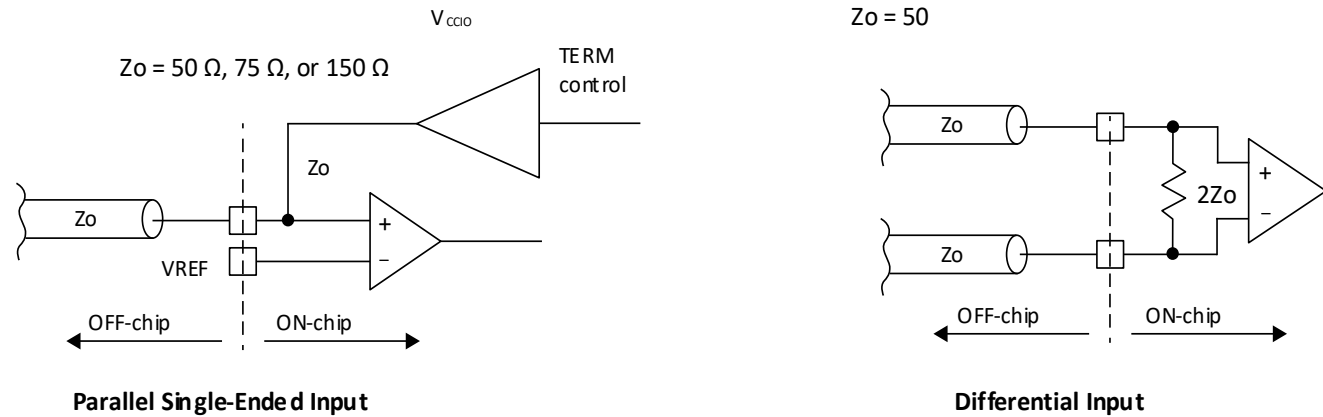 V CCIO
Zo = 50 Ω, 75 Ω, or 150 Ω
TERM
control
Zo
Zo
+
−
VREF
OFF-chip
ON-chip
Parallel Single-Ended Input
Zo = 50
Zo
+
2Zo
−
Zo
OFF-chip
ON-chip
Differential Input